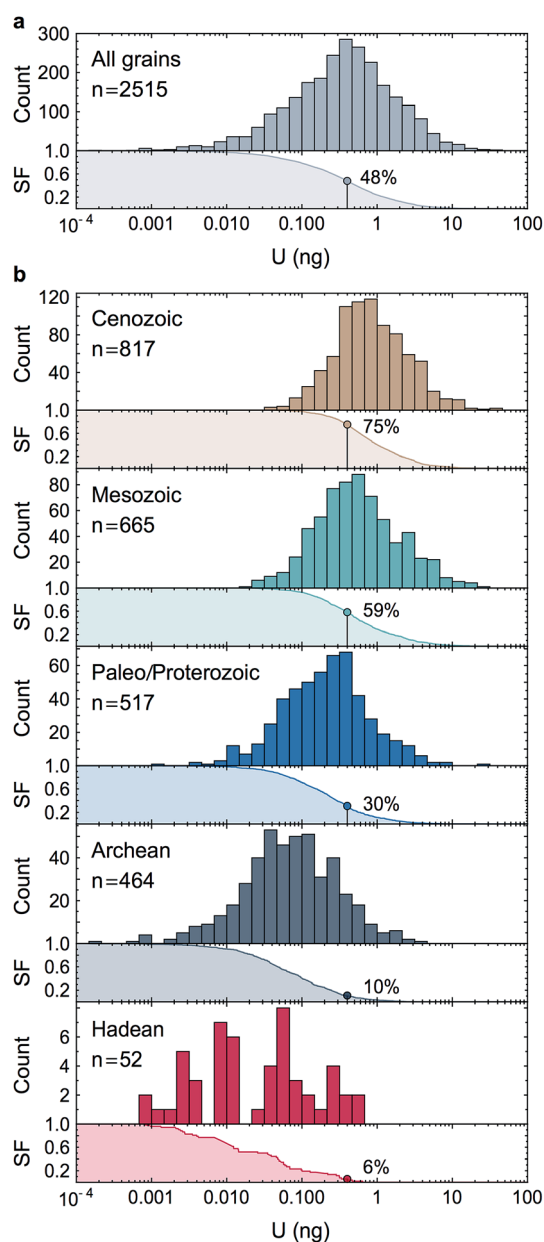 a
All grains
n=2515
Count
300
200
100
SF
1.0
0.6
0.2
48%
10⁻⁴ 0.001 0.010 0.100 1 10 100
U (ng)
b
Cenozoic
n=817
Count
120
80
40
SF
1.0
0.6
0.2
75%
Mesozoic
n=665
Count
80
60
40
20
SF
1.0
0.6
0.2
59%
Paleo/Proterozoic
n=517
Count
60
40
20
SF
1.0
0.6
0.2
30%
Archean
n=464
Count
40
20
SF
1.0
0.6
0.2
10%
Hadean
n=52
Count
6
4
2
SF
1.0
0.6
0.2
6%
10⁻⁴ 0.001 0.010 0.100 1 10 100
U (ng)